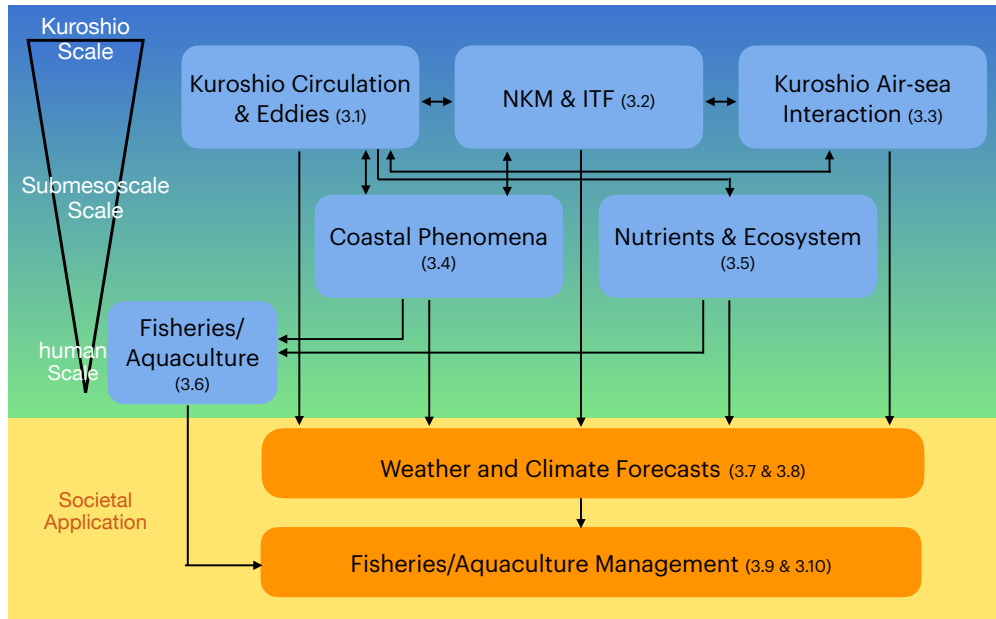 Kuroshio
Scale
Kuroshio Circulation
& Eddies (3.1)
NKM & ITF (3.2)
Kuroshio Air-sea
Interaction (3.3)
Submesoscale
Scale
Coastal Phenomena
(3.4)
Nutrients & Ecosystem
(3.5)
human
Scale
Fisheries/
Aquaculture
(3.6)
Weather and Climate Forecasts (3.7 & 3.8)
Societal
Application
Fisheries/Aquaculture Management (3.9 & 3.10)